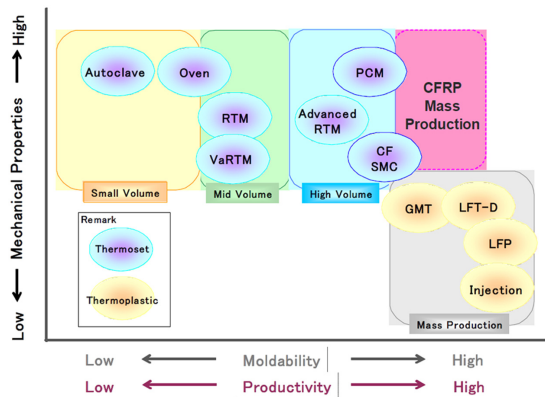 High
Mechanical Properties
Low
Autoclave
Oven
RTM
VaRTM
PCM
Advanced
RTM
CF
SMC
CFRP
Mass
Production
Small Volume
Mid Volume
High Volume
GMT
LFT-D
LFP
Injection
Mass Production
Remark
Thermoset
Thermoplastic
Low Moldability High
Low Productivity High